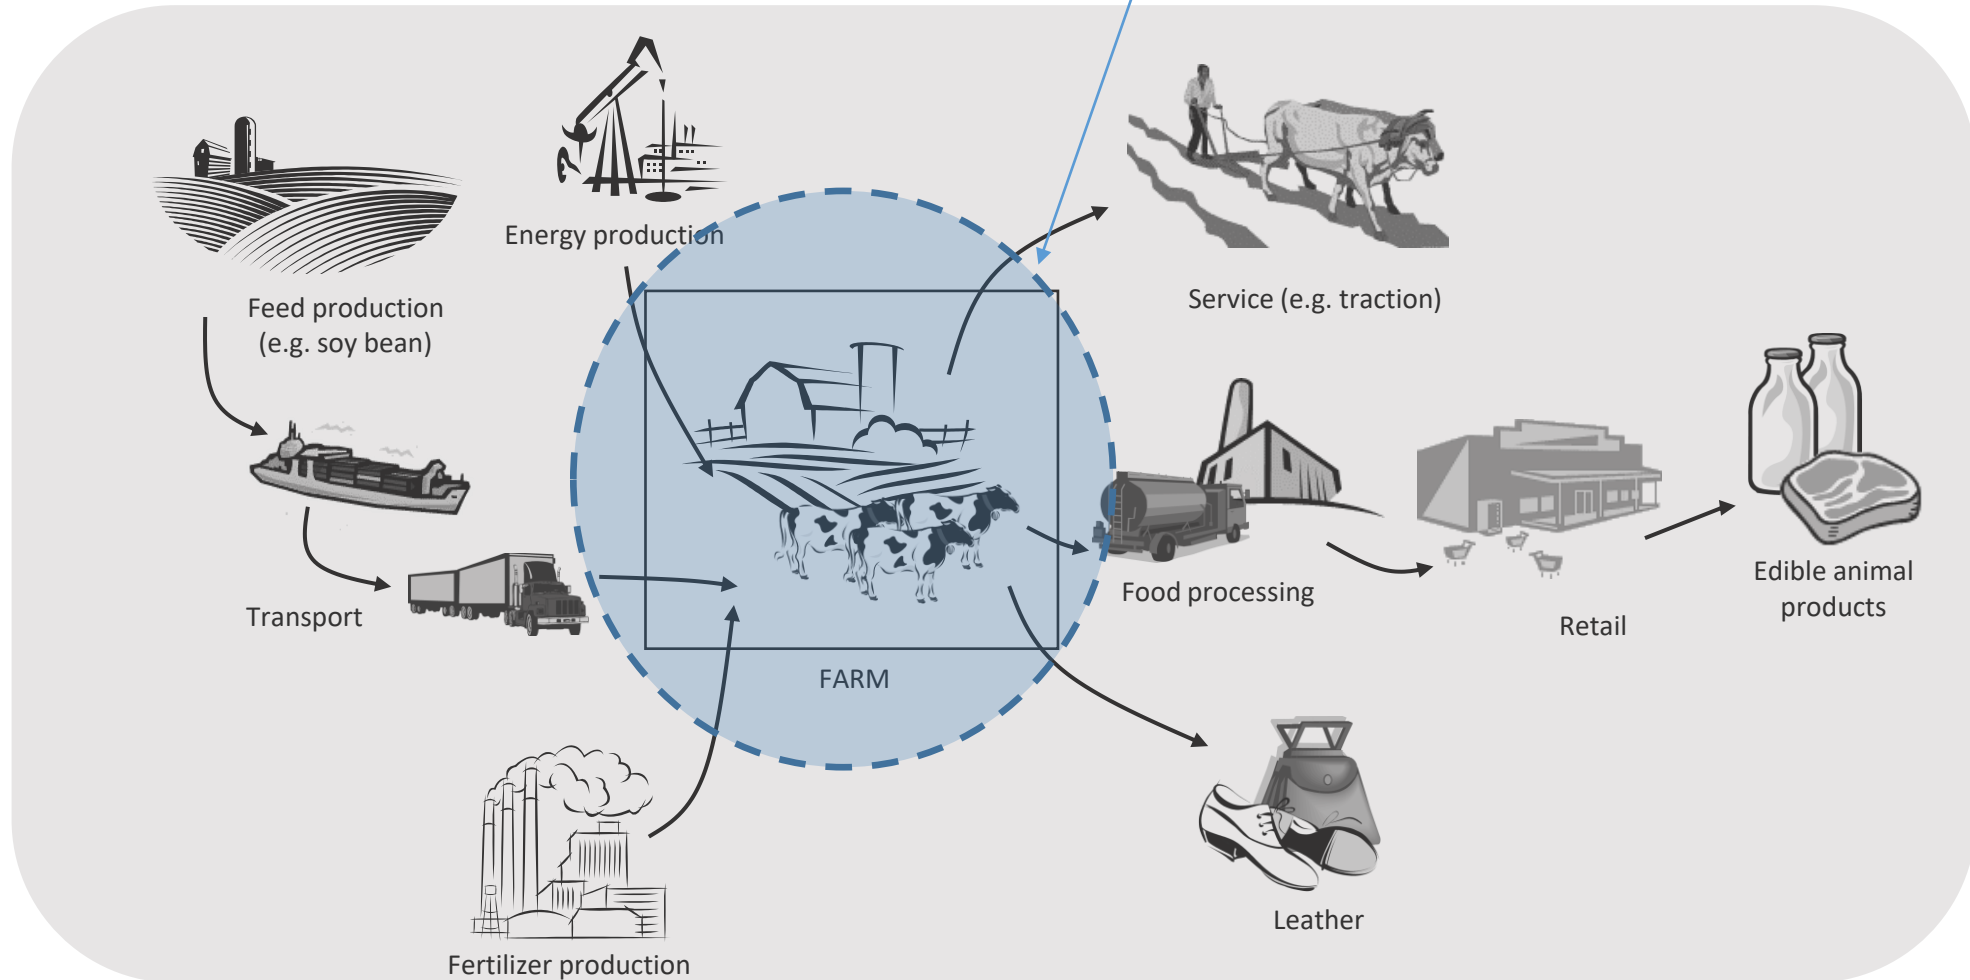 Energy production
Feed production
(e.g. soy bean)
Service (e.g. traction)
Transport
Food processing
Edible animal
products
Retail
FARM
Leather
Fertilizer production